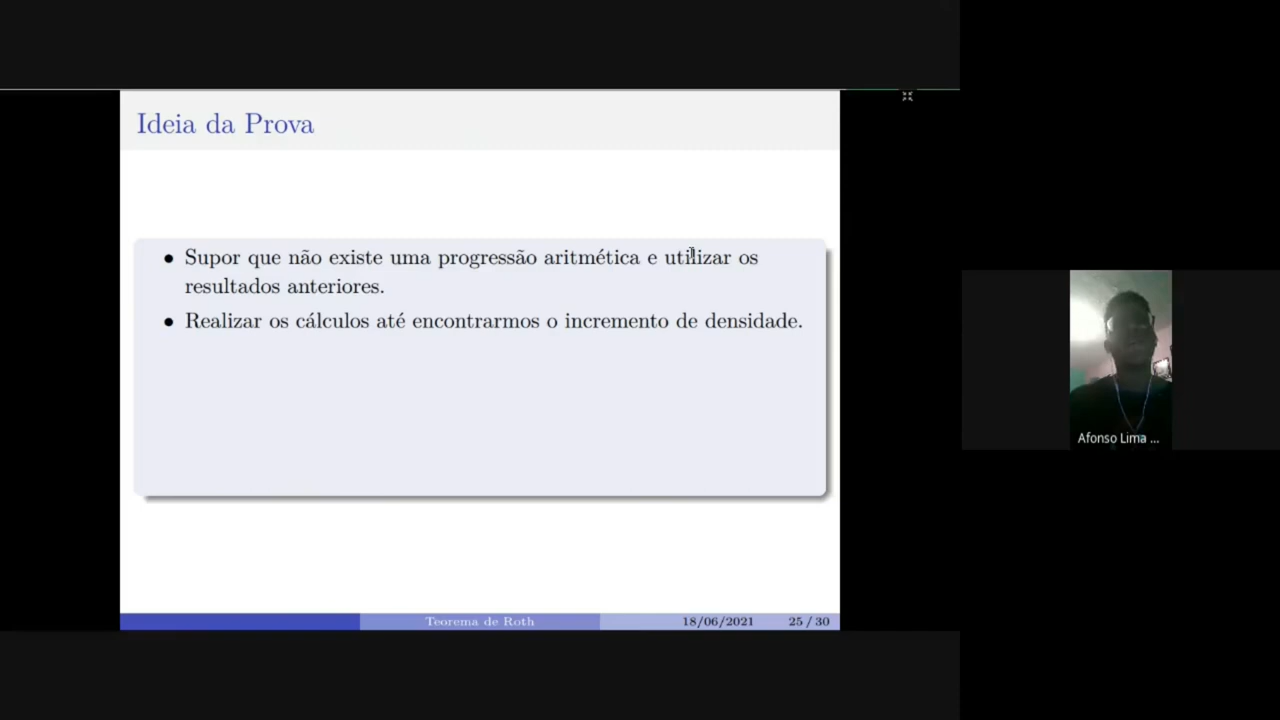 Ideia da Prova
• Supor que não existe uma progressão aritmética e utilizar os
resultados anteriores.
• Realizar os cálculos até encontrarmos o incremento de densidade.
Teorema de Roth
18/06/2021
25 / 30
Afonso Lima ...